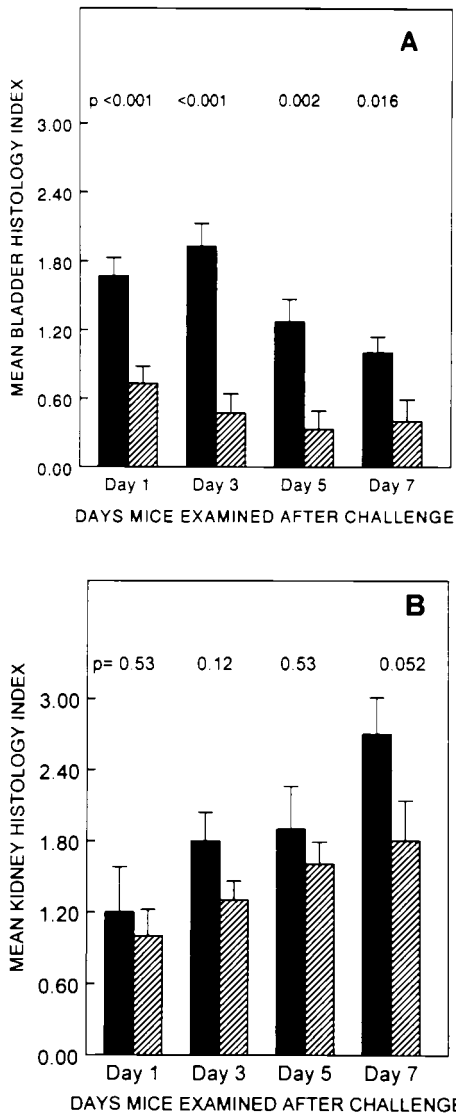 A
p <0.001 <0.001 0.002 0.016
MEAN BLADDER HISTOLOGY INDEX
3.00
2.40
1.80
1.20
0.60
0.00
Day 1 Day 3 Day 5 Day 7
DAYS MICE EXAMINED AFTER CHALLENGE
B
p= 0.53 0.12 0.53 0.052
MEAN KIDNEY HISTOLOGY INDEX
3.00
2.40
1.80
1.20
0.60
0.00
Day 1 Day 3 Day 5 Day 7
DAYS MICE EXAMINED AFTER CHALLENGE